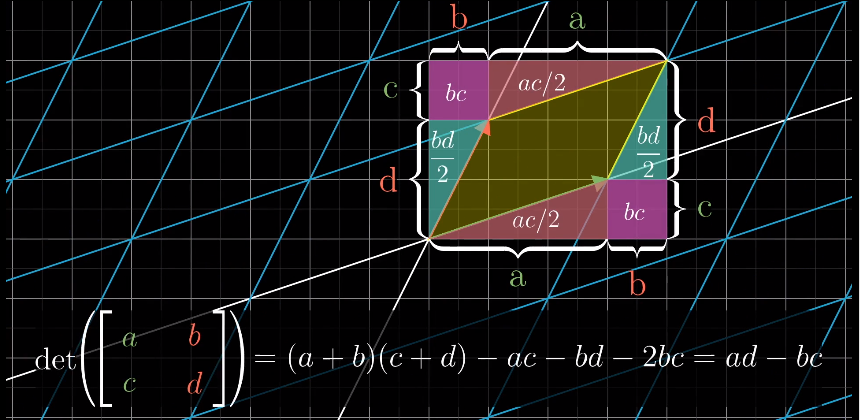 b a
c bc ac/2
d bd/2 bd/2 d
ac/2 bc c
a b
det([a b
c d]) = (a + b)(c + d) − ac − bd − 2bc = ad − bc